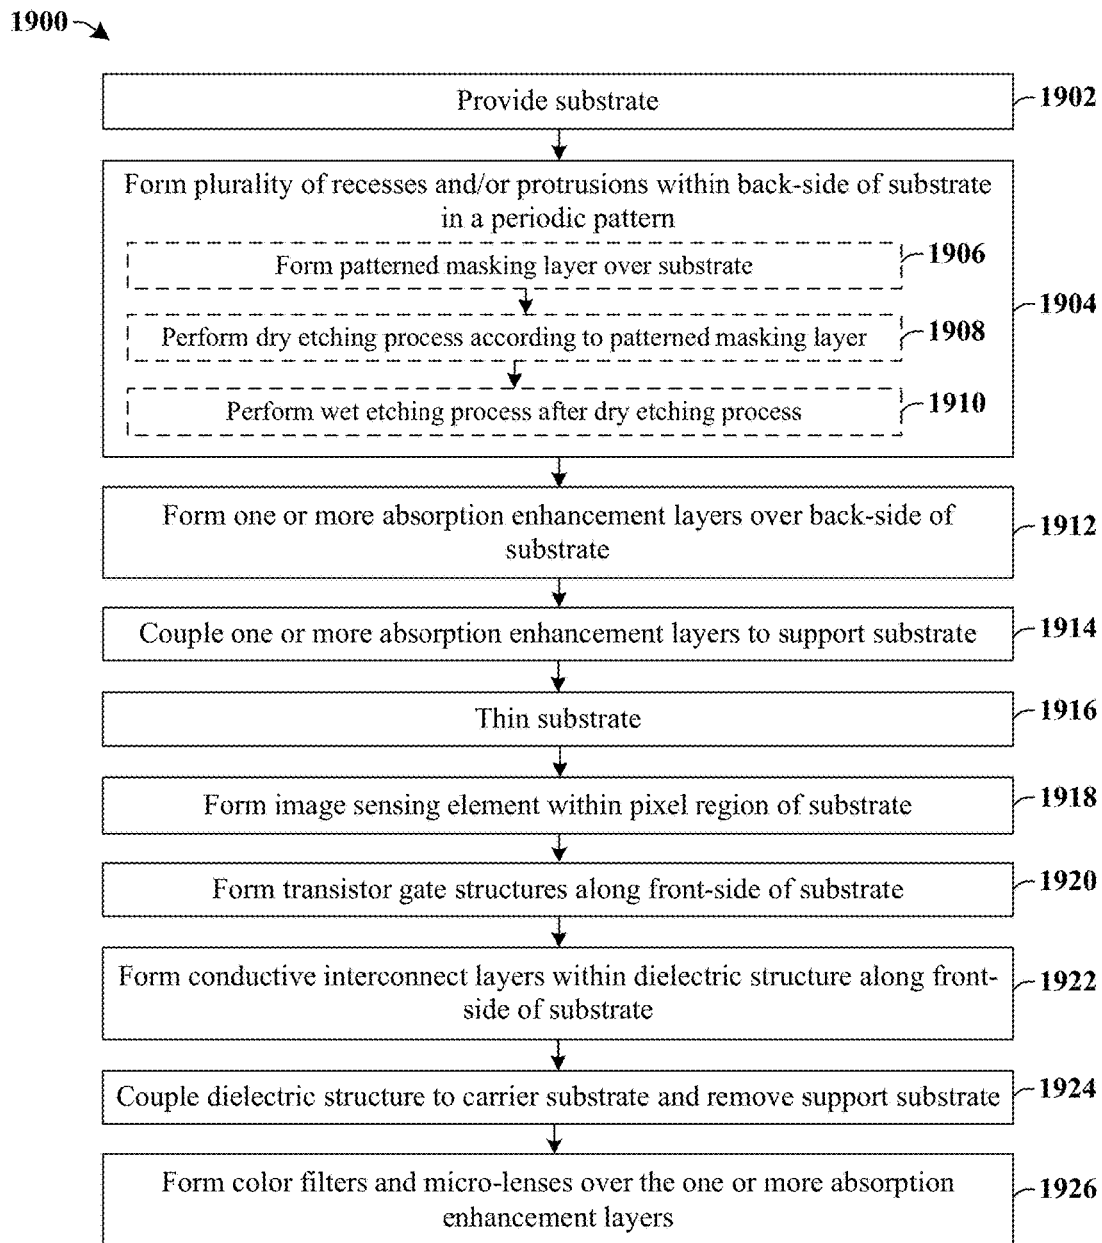 1900
Provide substrate
1902
Form plurality of recesses and/or protrusions within back-side of substrate
in a periodic pattern
1906
Form patterned masking layer over substrate
1904
1908
Perform dry etching process according to patterned masking layer
1910
Perform wet etching process after dry etching process
Form one or more absorption enhancement layers over back-side of
substrate
1912
Couple one or more absorption enhancement layers to support substrate
1914
Thin substrate
1916
Form image sensing element within pixel region of substrate
1918
Form transistor gate structures along front-side of substrate
1920
Form conductive interconnect layers within dielectric structure along front-
side of substrate
1922
Couple dielectric structure to carrier substrate and remove support substrate
1924
Form color filters and micro-lenses over the one or more absorption
enhancement layers
1926